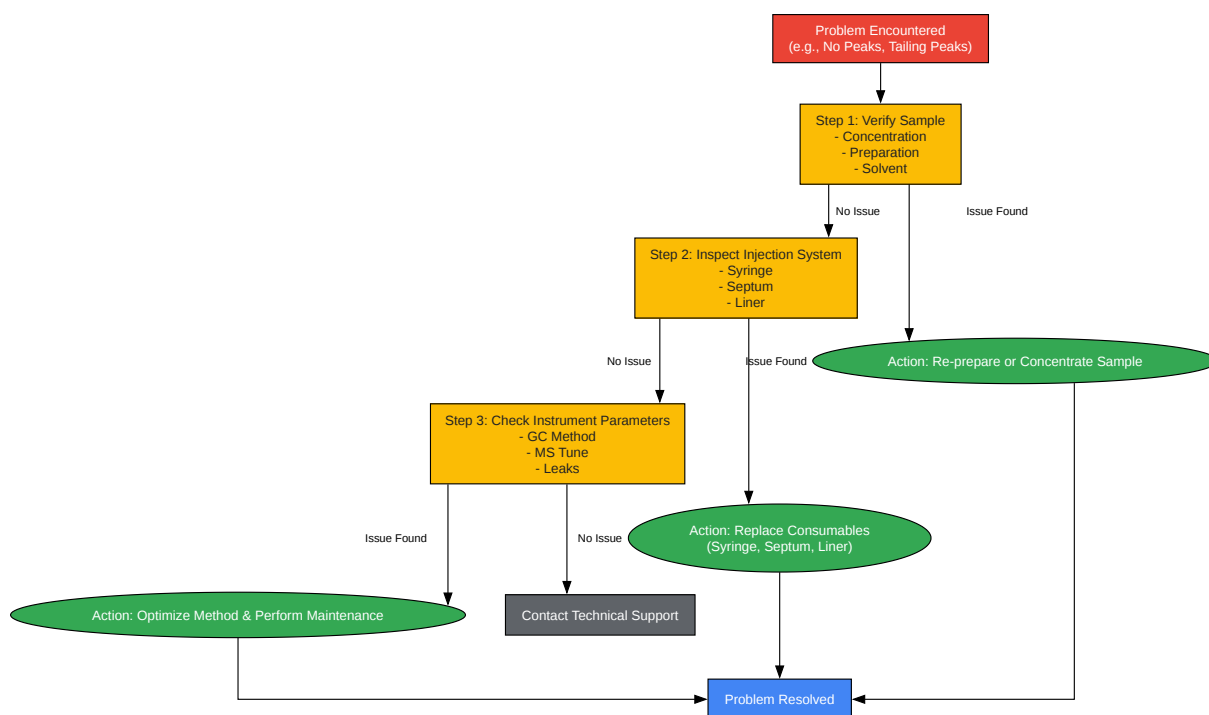 Problem Encountered
(e.g., No Peaks, Tailing Peaks)
Step 1: Verify Sample
- Concentration
- Preparation
- Solvent
No Issue
Issue Found
Step 2: Inspect Injection System
- Syringe
- Septum
- Liner
No Issue
Issue Found
Action: Re-prepare or Concentrate Sample
Step 3: Check Instrument Parameters
- GC Method
- MS Tune
- Leaks
Issue Found
No Issue
Action: Replace Consumables
(Syringe, Septum, Liner)
Action: Optimize Method & Perform Maintenance
Contact Technical Support
Problem Resolved